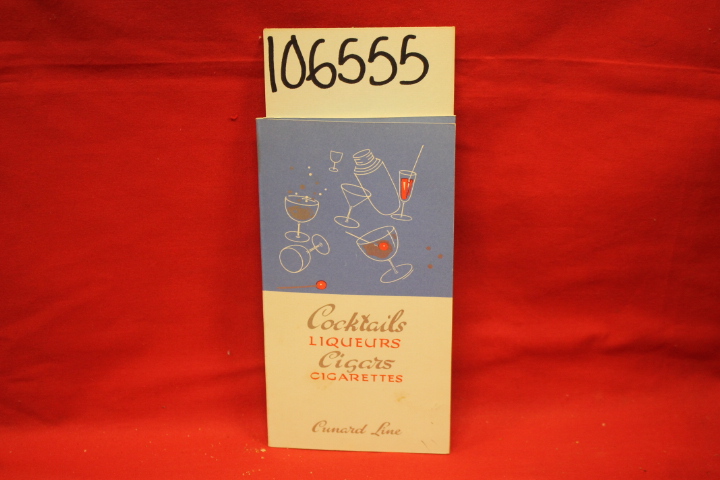 106555
Cocktails
LIQUEURS
Cigars
CIGARETTES
Cunard Line